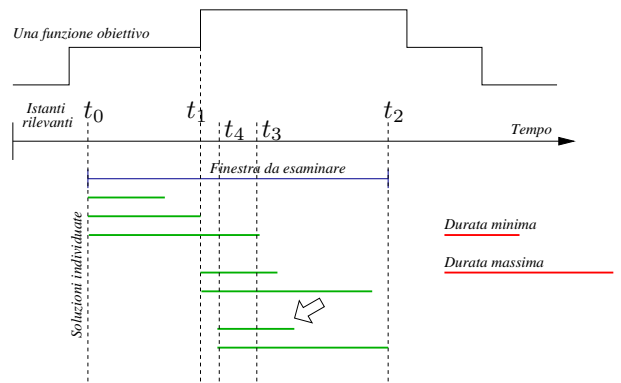 Una funzione obiettivo
Istanti
rilevanti
t0
t1
t4
t3
t2
Tempo
Finestra da esaminare
Soluzioni individuate
Durata minima
Durata massima